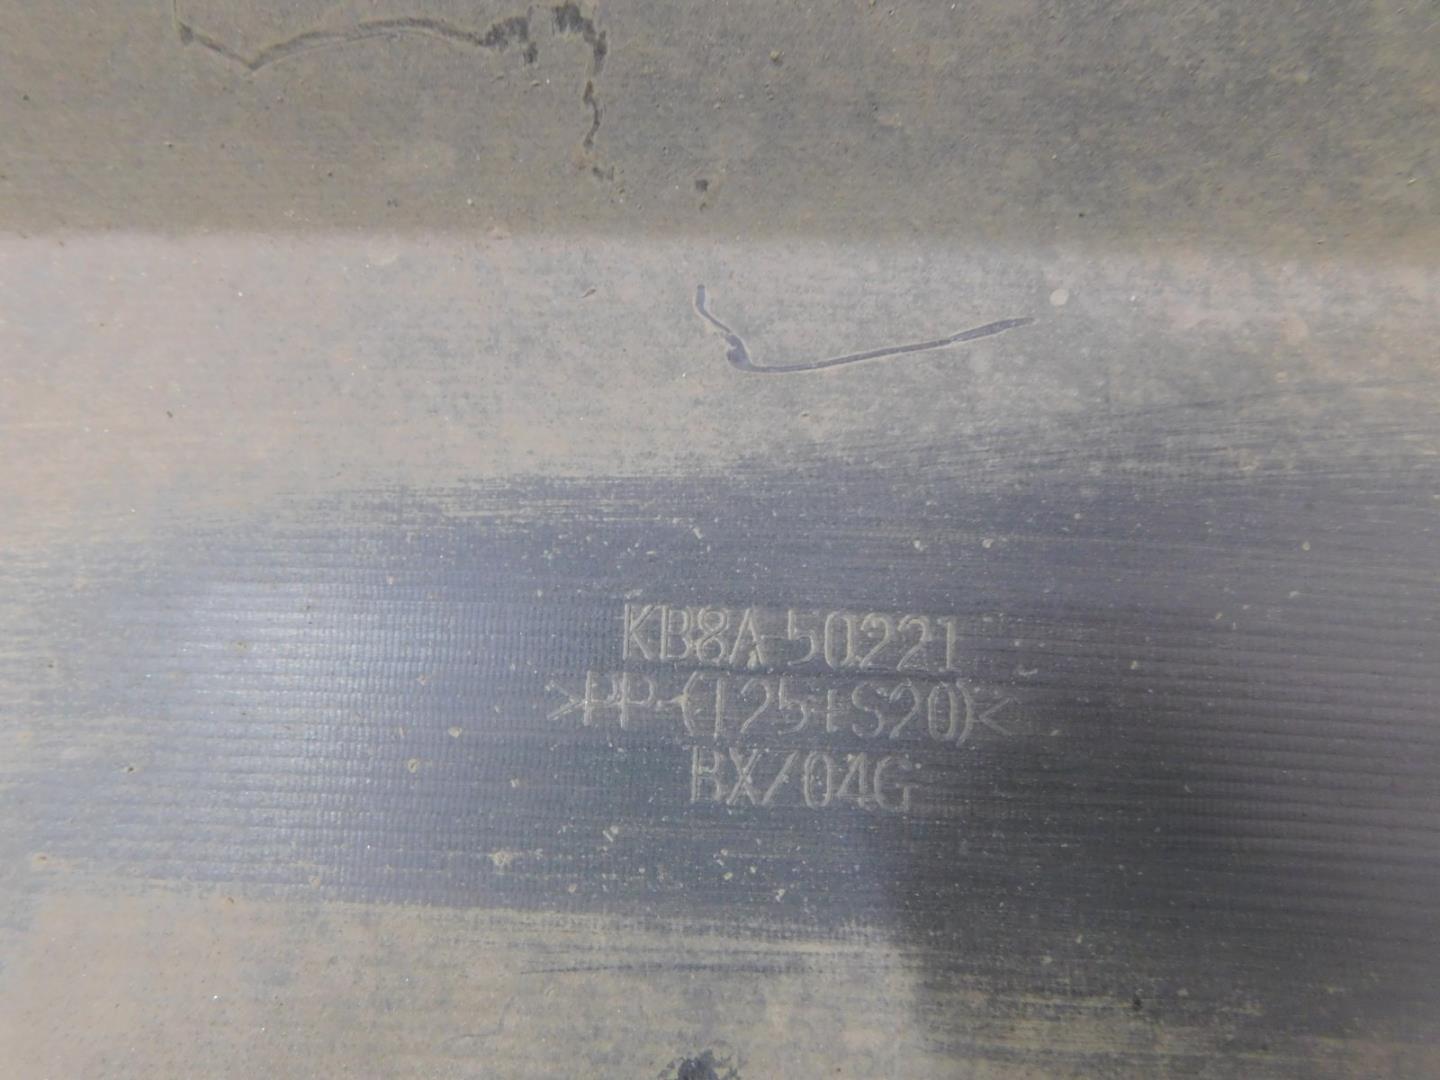 KB8A 50221
>PP-(T25+S20)<
BX/04G